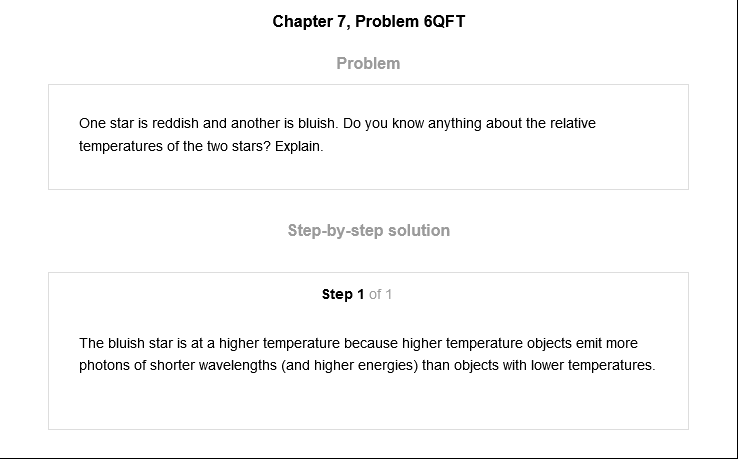 Chapter 7, Problem 6QFT
Problem
One star is reddish and another is bluish. Do you know anything about the relative
temperatures of the two stars? Explain.
Step-by-step solution
Step 1 of 1
The bluish star is at a higher temperature because higher temperature objects emit more
photons of shorter wavelengths (and higher energies) than objects with lower temperatures.